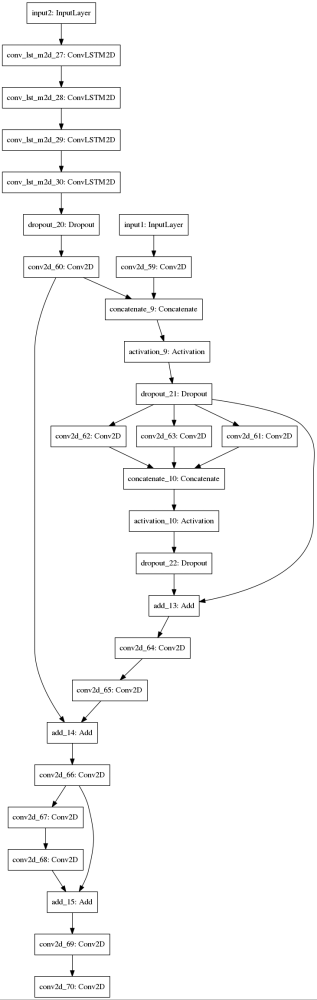 input2: InputLayer
conv_lst_m2d_27: ConvLSTM2D
conv_lst_m2d_28: ConvLSTM2D
conv_lst_m2d_29: ConvLSTM2D
conv_lst_m2d_30: ConvLSTM2D
dropout_20: Dropout
input1: InputLayer
conv2d_60: Conv2D
conv2d_59: Conv2D
concatenate_9: Concatenate
activation_9: Activation
dropout_21: Dropout
conv2d_62: Conv2D
conv2d_63: Conv2D
conv2d_61: Conv2D
concatenate_10: Concatenate
activation_10: Activation
dropout_22: Dropout
add_13: Add
conv2d_64: Conv2D
conv2d_65: Conv2D
add_14: Add
conv2d_66: Conv2D
conv2d_67: Conv2D
conv2d_68: Conv2D
add_15: Add
conv2d_69: Conv2D
conv2d_70: Conv2D